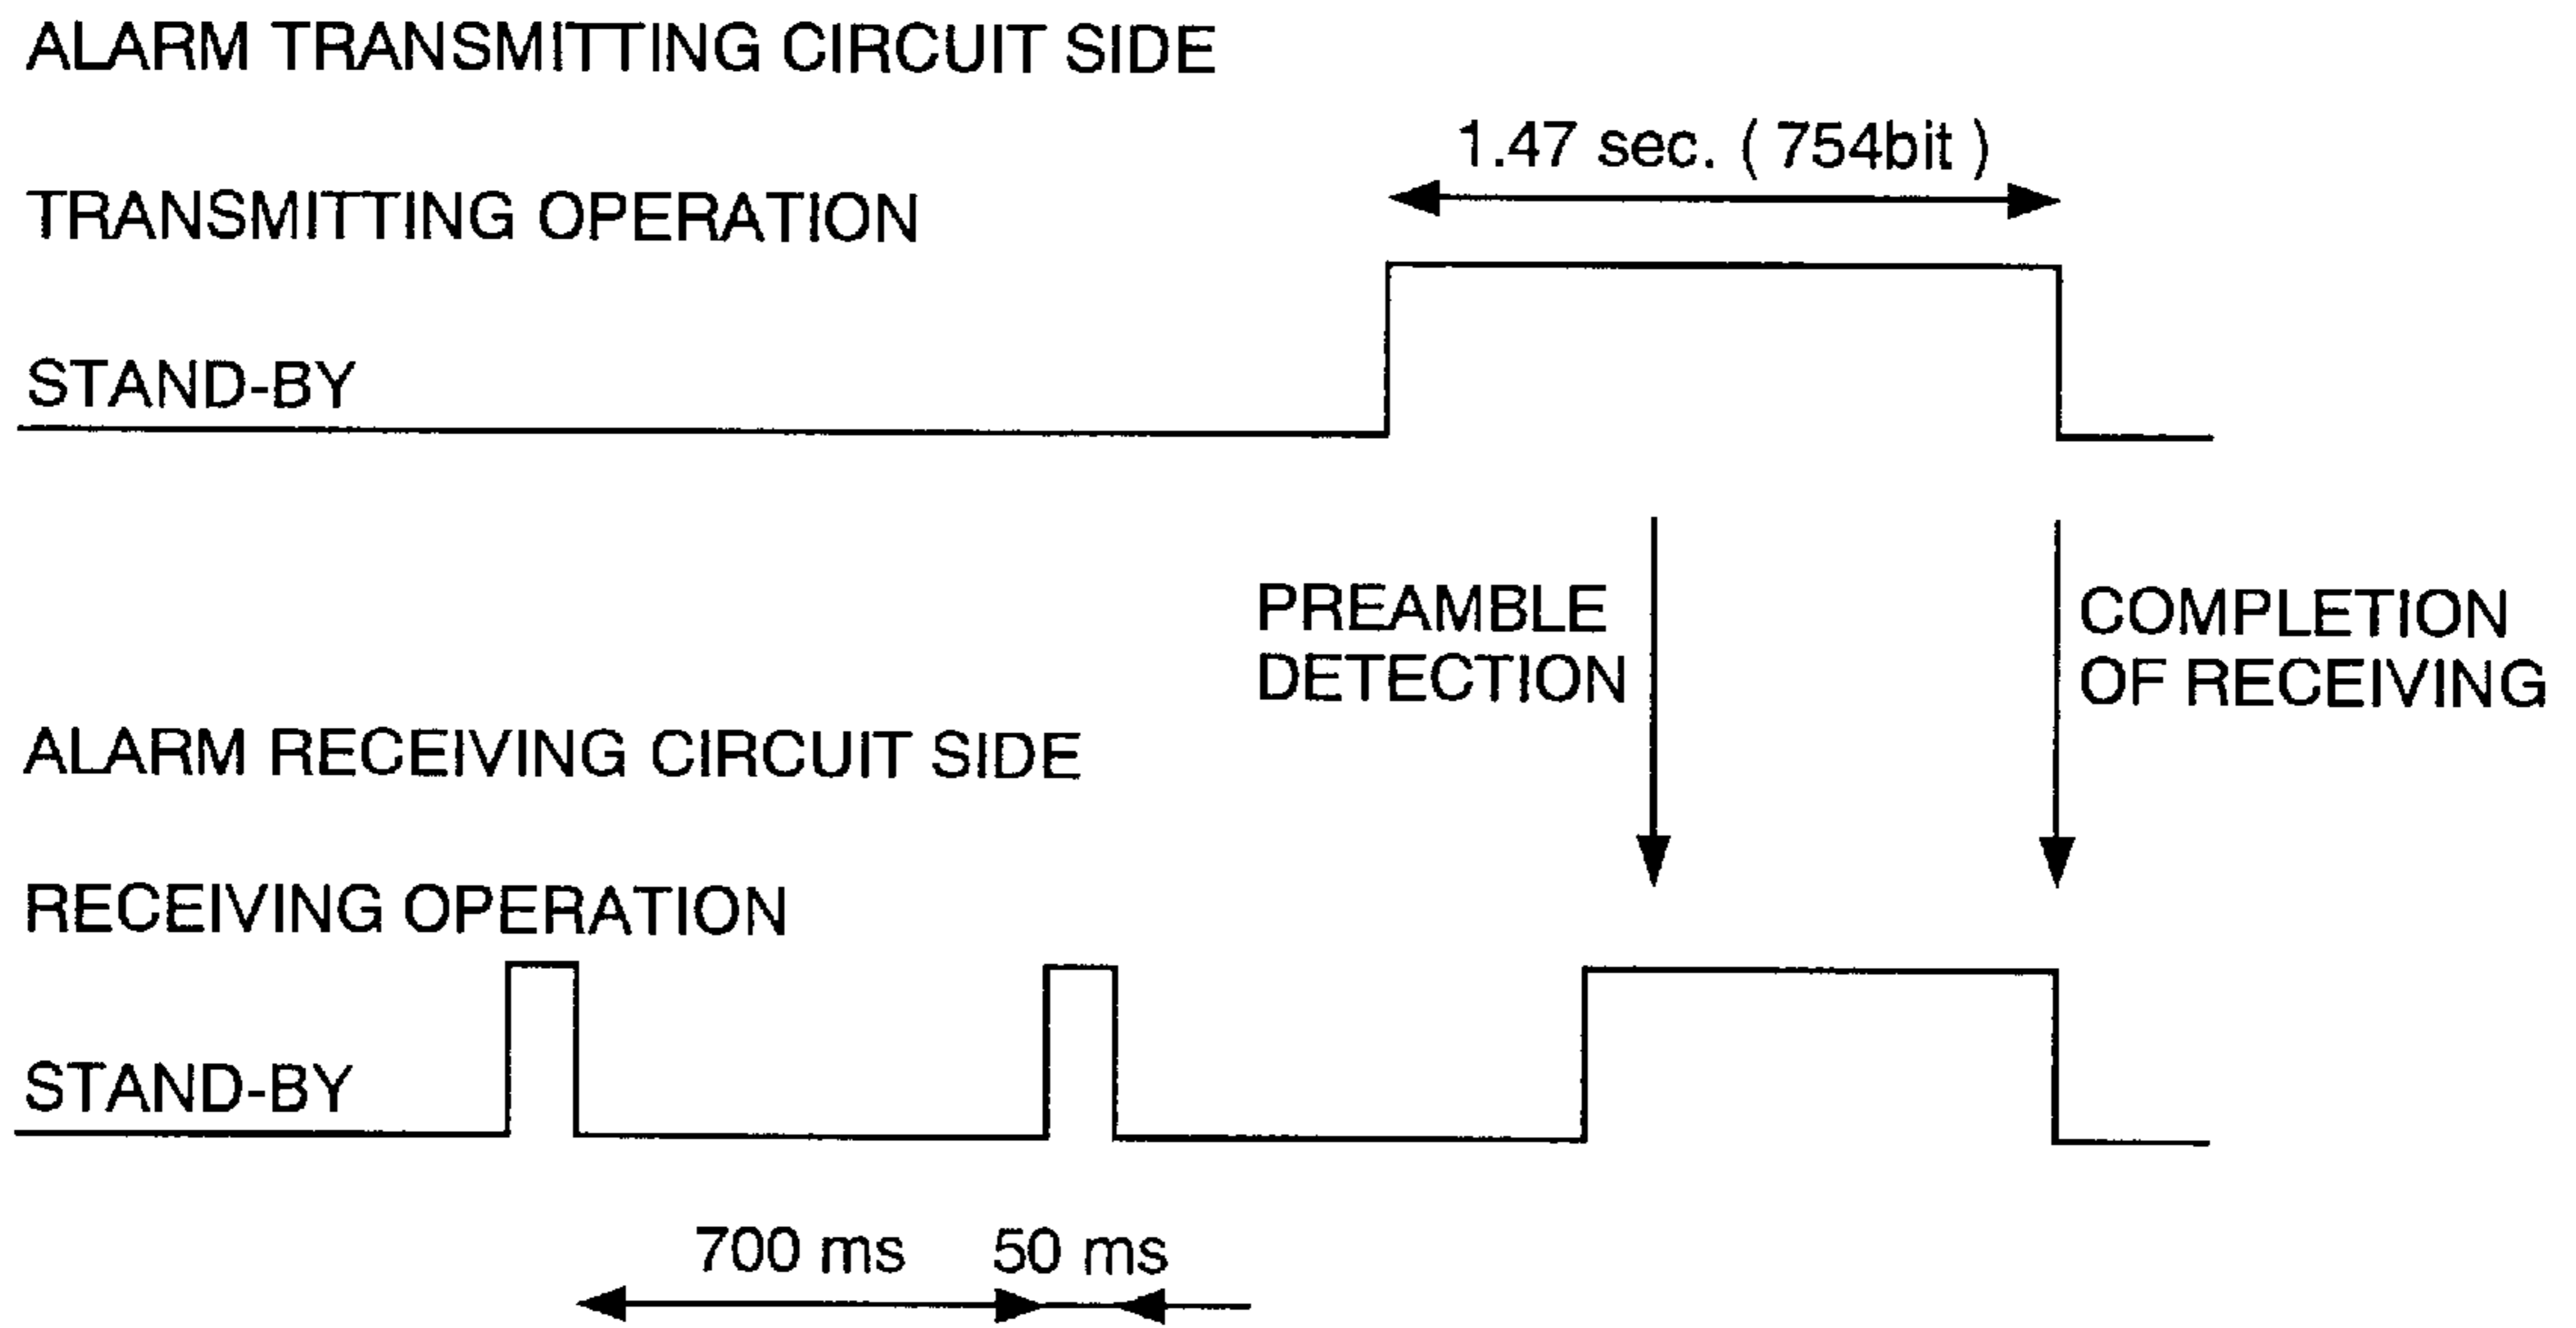 ALARM TRANSMITTING CIRCUIT SIDE
1.47 sec. ( 754bit )
TRANSMITTING OPERATION
STAND-BY
PREAMBLE
DETECTION
COMPLETION
OF RECEIVING
ALARM RECEIVING CIRCUIT SIDE
RECEIVING OPERATION
STAND-BY
700 ms 50 ms